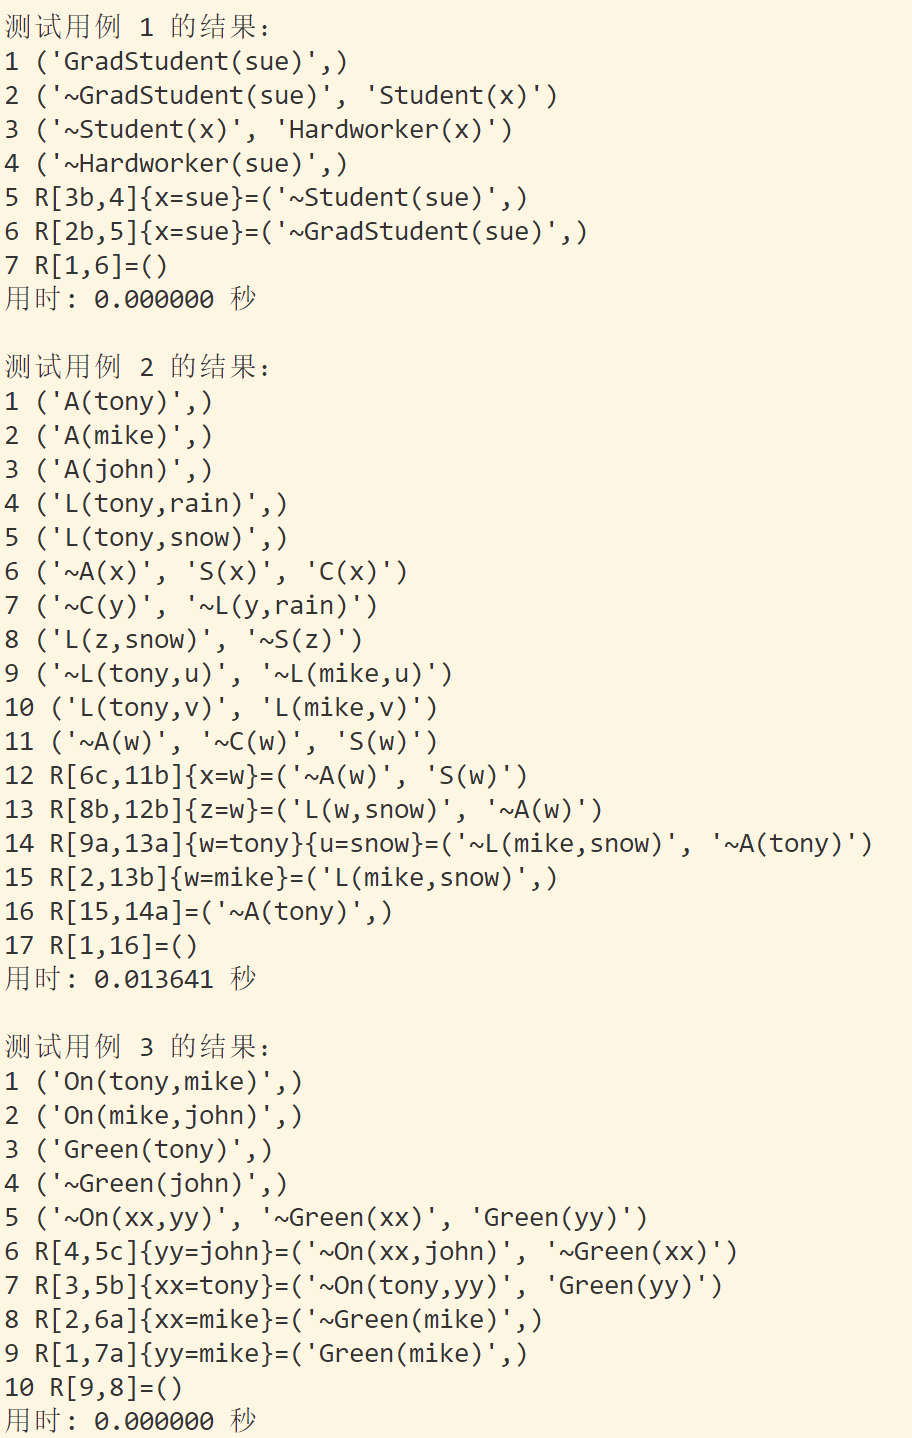 测试用例 1 的结果:
1 ('GradStudent(sue)',)
2 ('~GradStudent(sue)', 'Student(x)')
3 ('~Student(x)', 'Hardworker(x)')
4 ('~Hardworker(sue)',)
5 R[3b,4]{x=sue}=('~Student(sue)',)
6 R[2b,5]{x=sue}=('~GradStudent(sue)',)
7 R[1,6]=()
用时: 0.000000 秒
测试用例 2 的结果:
1 ('A(tony)',)
2 ('A(mike)',)
3 ('A(john)',)
4 ('L(tony,rain)',)
5 ('L(tony,snow)',)
6 ('~A(x)', 'S(x)', 'C(x)')
7 ('~C(y)', '~L(y,rain)')
8 ('L(z,snow)', '~S(z)')
9 ('~L(tony,u)', '~L(mike,u)')
10 ('L(tony,v)', 'L(mike,v)')
11 ('~A(w)', '~C(w)', 'S(w)')
12 R[6c,11b]{x=w}=('~A(w)', 'S(w)')
13 R[8b,12b]{z=w}=('L(w,snow)', '~A(w)')
14 R[9a,13a]{w=tony}{u=snow}=('~L(mike,snow)', '~A(tony)')
15 R[2,13b]{w=mike}=('L(mike,snow)',)
16 R[15,14a]=('~A(tony)',)
17 R[1,16]=()
用时: 0.013641 秒
测试用例 3 的结果:
1 ('On(tony,mike)',)
2 ('On(mike,john)',)
3 ('Green(tony)',)
4 ('~Green(john)',)
5 ('~On(xx,yy)', '~Green(xx)', 'Green(yy)')
6 R[4,5c]{yy=john}=('~On(xx,john)', '~Green(xx)')
7 R[3,5b]{xx=tony}=('~On(tony,yy)', 'Green(yy)')
8 R[2,6a]{xx=mike}=('~Green(mike)',)
9 R[1,7a]{yy=mike}=('Green(mike)',)
10 R[9,8]=()
用时: 0.000000 秒